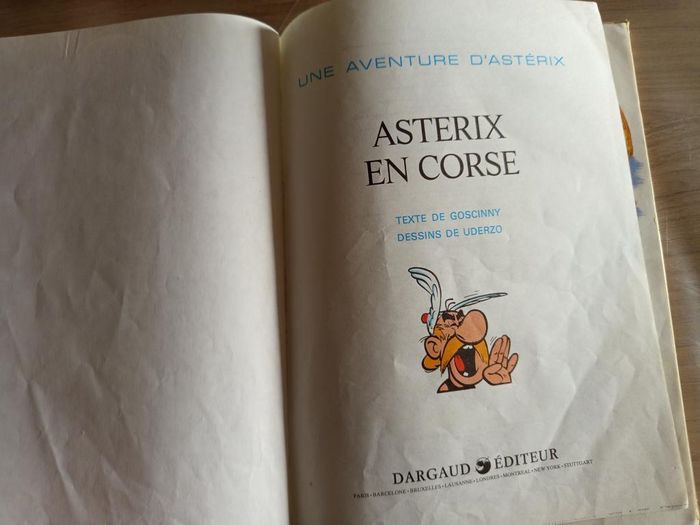 UNE AVENTURE D'ASTÉRIX
ASTERIX
EN CORSE
TEXTE DE GOSCINNY
DESSINS DE UDERZO
DARGAUD ÉDITEUR
PARIS • BARCELONE • BRUXELLES • LAUSANNE • LONDRES • MONTREAL • NEW YORK • STUTTGART